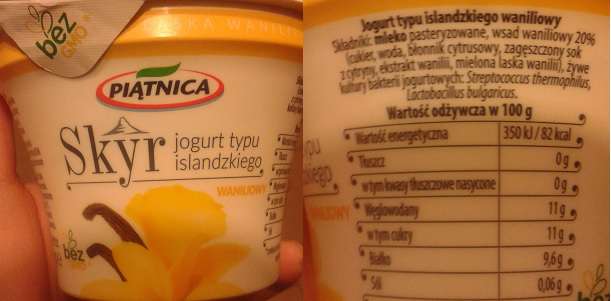 bez
GMO
LASKA WANILII
PIĄTNICA
Skyr
jogurt typu
islandzkiego
WANILIOWY
bez
GMO
Jogurt typu islandzkiego waniliowy
Składniki: mleko pasteryzowane, wsad waniliowy 20%
(cukier, woda, błonnik cytrusowy, zagęszczony sok
z cytryny, ekstrakt wanilii, mielona laska wanilii), żywe
kultury bakterii jogurtowych: Streptococcus thermophilus,
Lactobacillus bulgaricus.
Wartość odżywcza w 100 g
Wartość energetyczna 350 kJ / 82 kcal
Tłuszcz 0 g
w tym kwasy tłuszczowe nasycone 0 g
Węglowodany 11 g
w tym cukry 11 g
Białko 9,6 g
Sól 0,06 g